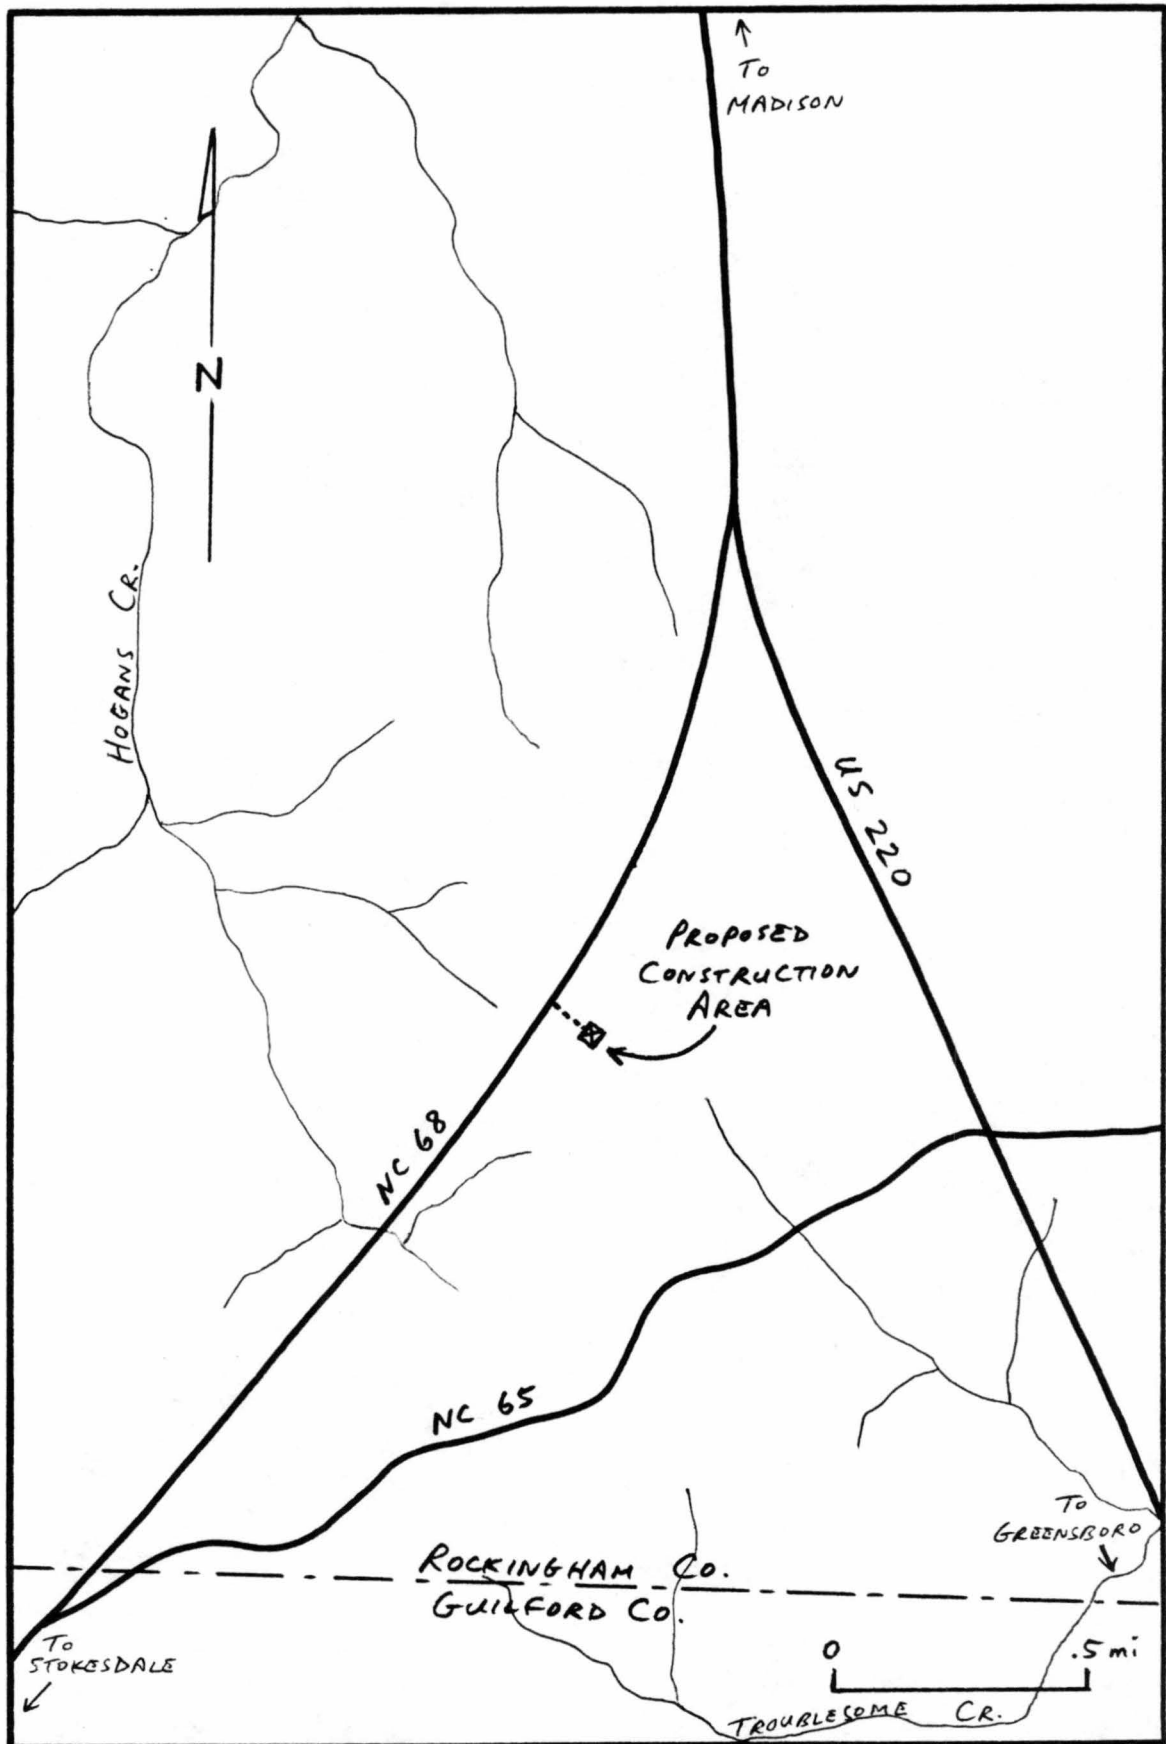 To
MADISON
N
HOGANS CR.
US 220
PROPOSED
CONSTRUCTION
AREA
NC 68
NC 65
To
GREENSBORO
ROCKINGHAM CO.
GUILFORD CO.
To
STOKESDALE
0 .5 mi
TROUBLESOME CR.